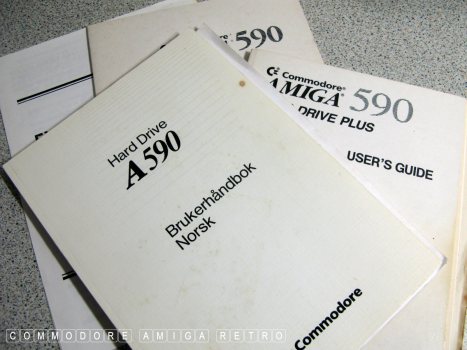 Hard Drive
A590
Brukerhåndbok
Norsk
Commodore
590
Commodore®
AMIGA® 590
DRIVE PLUS
USER'S GUIDE
COMMODORE AMIGA RETRO